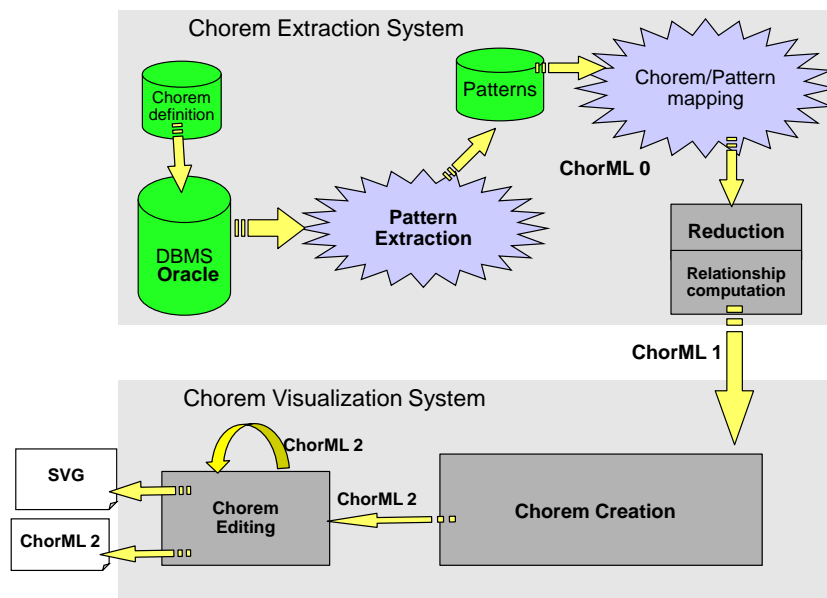 Chorem Extraction System
Chorem
definition
Patterns
Chorem/Pattern
mapping
ChorML 0
Pattern
Extraction
DBMS
Oracle
Reduction
Relationship
computation
ChorML 1
Chorem Visualization System
ChorML 2
SVG
ChorML 2
Chorem
Editing
ChorML 2
Chorem Creation